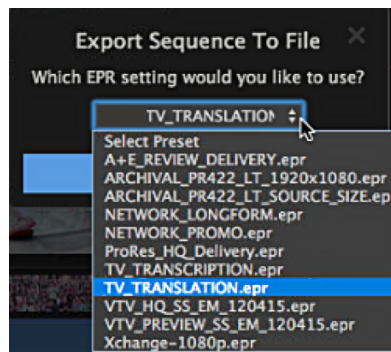 Export Sequence To File
Which EPR setting would you like to use?
TV_TRANSLATION
Select Preset
A+E_REVIEW_DELIVERY.epr
ARCHIVAL_PR422_LT_1920x1080.epr
ARCHIVAL_PR422_LT_SOURCE_SIZE.ep
NETWORK_LONGFORM.epr
NETWORK_PROMO.epr
ProRes_HQ_Delivery.epr
TV_TRANSCRIPTION.epr
TV_TRANSLATION.epr
VTV_HQ_SS_EM_120415.epr
VTV_PREVIEW_SS_EM_120415.epr
Xchange-1080p.epr